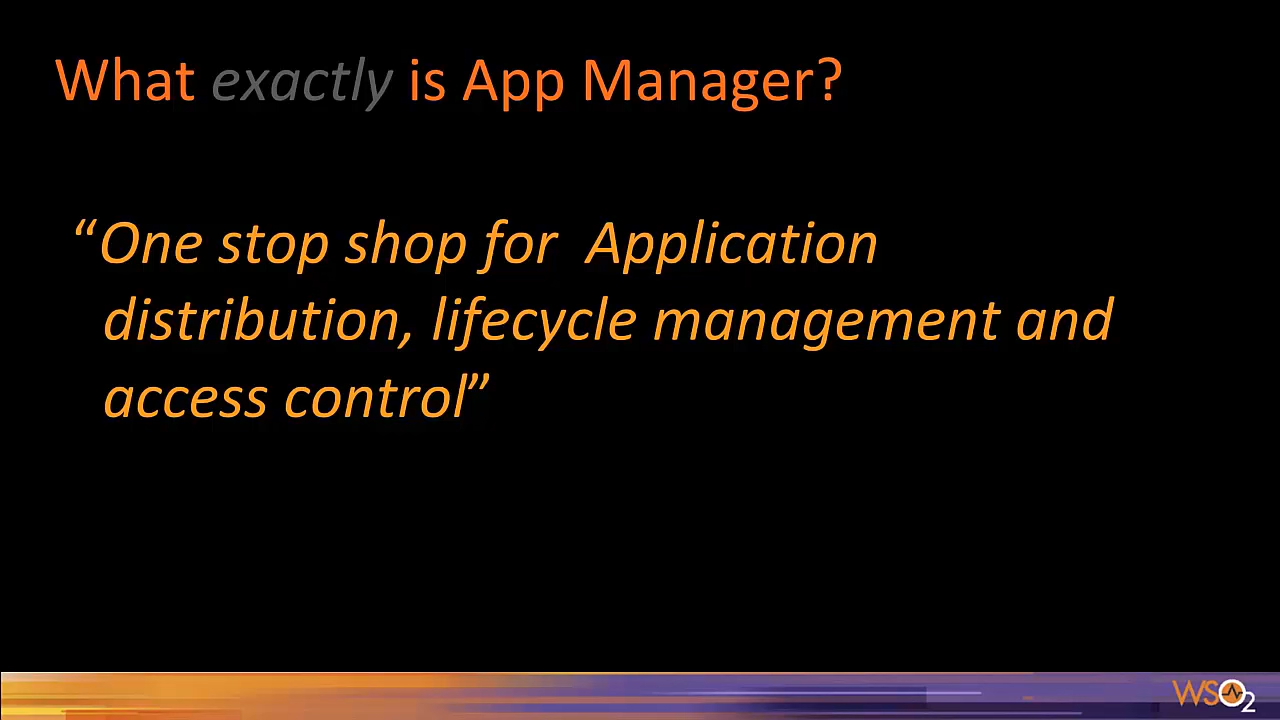 What exactly is App Manager?
“One stop shop for  Application
distribution, lifecycle management and
access control”
WSO2